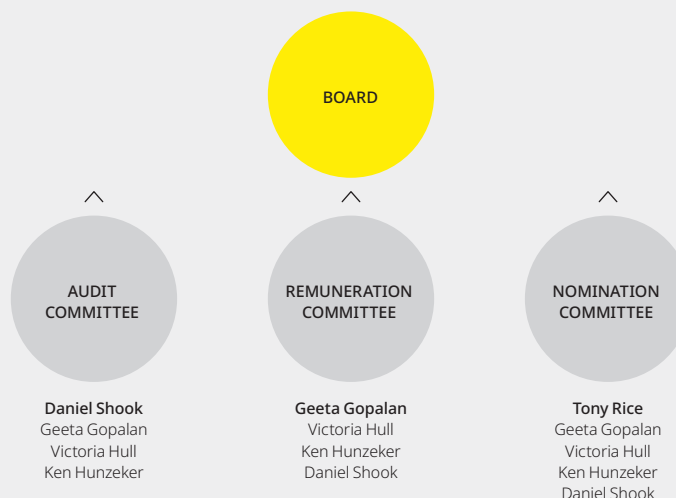 BOARD
AUDIT
COMMITTEE
Daniel Shook
Geeta Gopalan
Victoria Hull
Ken Hunzeker
REMUNERATION
COMMITTEE
Geeta Gopalan
Victoria Hull
Ken Hunzeker
Daniel Shook
NOMINATION
COMMITTEE
Tony Rice
Geeta Gopalan
Victoria Hull
Ken Hunzeker
Daniel Shook